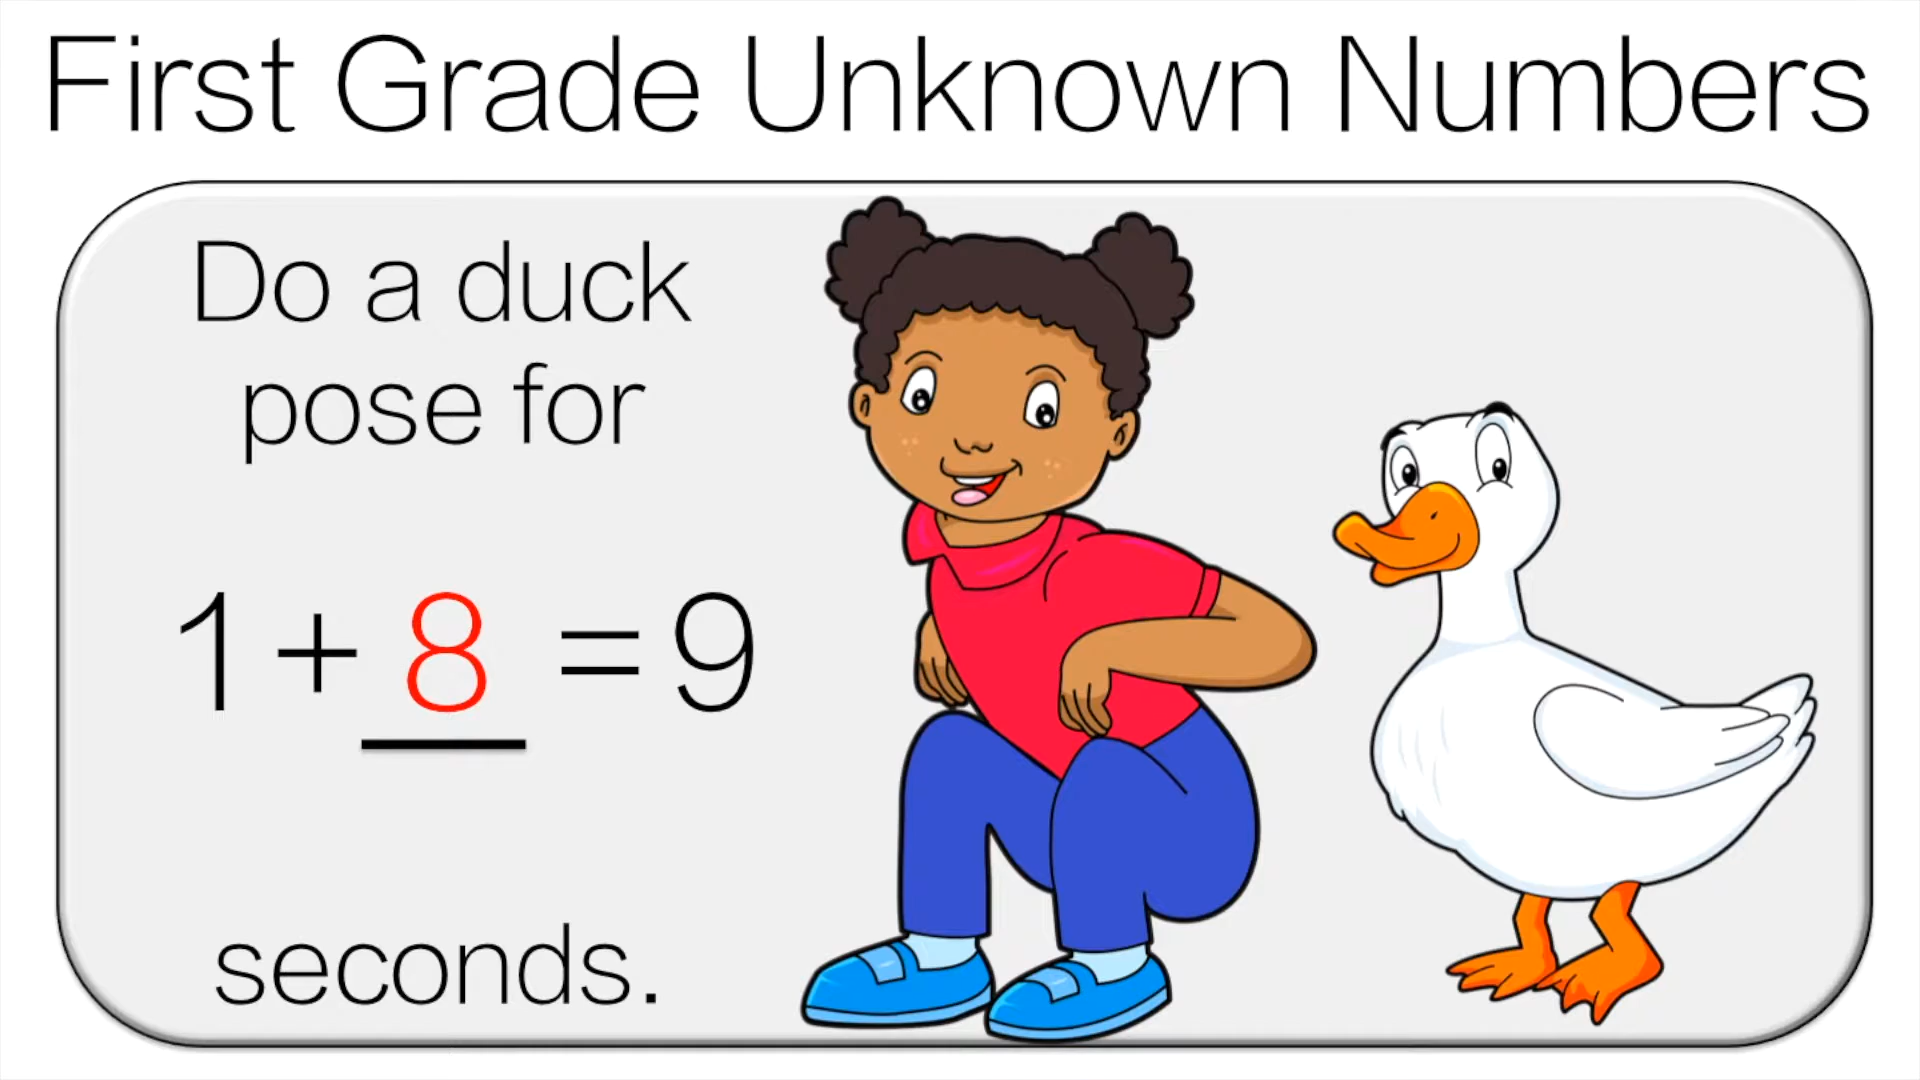 First Grade Unknown Numbers
Do a duck
pose for
1 + 8 = 9
seconds.